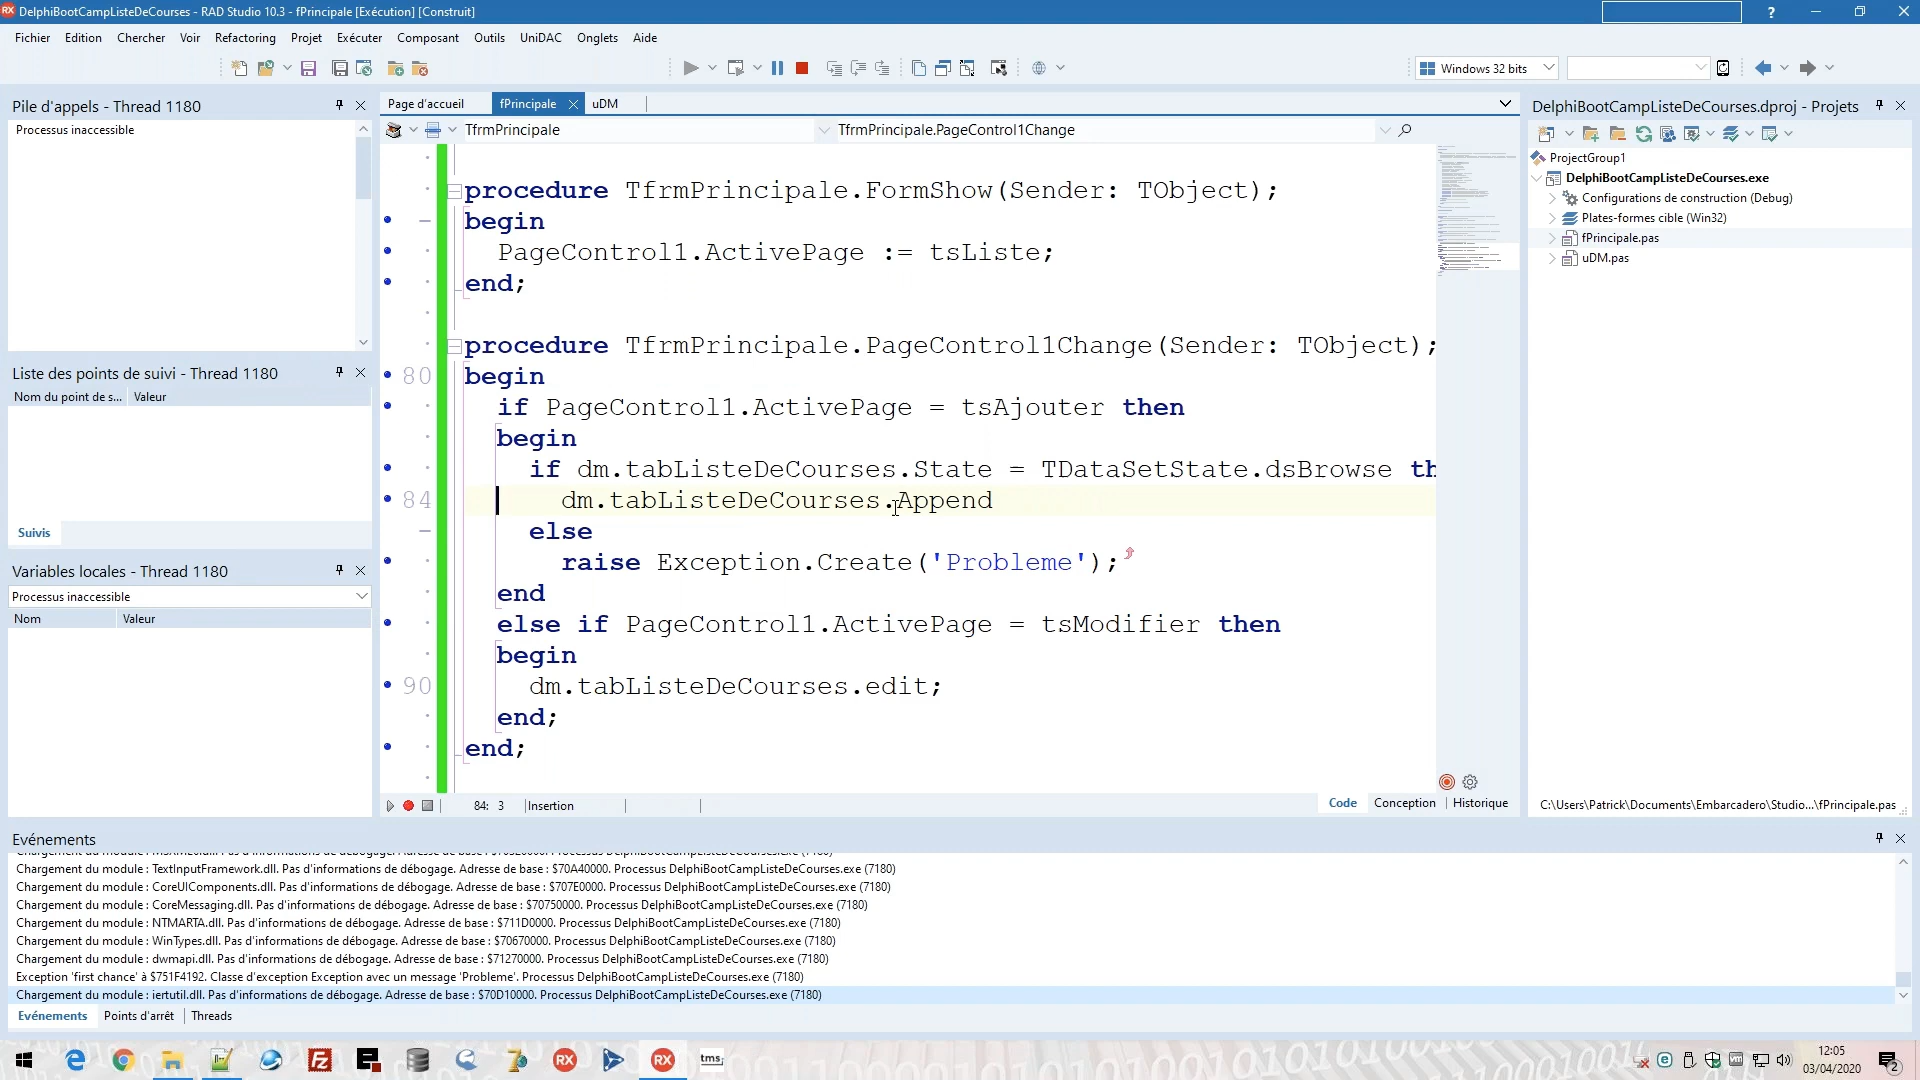 DelphiBootCampListeDeCourses - RAD Studio 10.3 - fPrincipale [Exécution] [Construit]
?
Fichier Edition Chercher Voir Refactoring Projet Exécuter Composant Outils UniDAC Onglets Aide
Windows 32 bits
Pile d'appels - Thread 1180
Processus inaccessible
Liste des points de suivi - Thread 1180
Nom du point de s... Valeur
Suivis
Variables locales - Thread 1180
Processus inaccessible
Nom Valeur
Page d'accueil fPrincipale uDM
TfrmPrincipale TfrmPrincipale.PageControl1Change
procedure TfrmPrincipale.FormShow(Sender: TObject);
begin
PageControl1.ActivePage := tsListe;
end;
procedure TfrmPrincipale.PageControl1Change(Sender: TObject);
80 begin
if PageControl1.ActivePage = tsAjouter then
begin
if dm.tabListeDeCourses.State = TDataSetState.dsBrowse th
84 dm.tabListeDeCourses.Append
else
raise Exception.Create('Probleme');
end
else if PageControl1.ActivePage = tsModifier then
begin
90 dm.tabListeDeCourses.edit;
end;
end;
84: 3 Insertion
Code Conception Historique
DelphiBootCampListeDeCourses.dproj - Projets
ProjectGroup1
DelphiBootCampListeDeCourses.exe
Configurations de construction (Debug)
Plates-formes cible (Win32)
fPrincipale.pas
uDM.pas
C:\Users\Patrick\Documents\Embarcadero\Studio...\fPrincipale.pas
Evénements
TextInputFramework.dll. Pas d'informations de débogage. Adresse de base : $70A40000. Processus DelphiBootCampListeDeCourses.exe (7180)
Chargement du module : CoreUIComponents.dll. Pas d'informations de débogage. Adresse de base : $707E0000. Processus DelphiBootCampListeDeCourses.exe (7180)
Chargement du module : CoreMessaging.dll. Pas d'informations de débogage. Adresse de base : $70750000. Processus DelphiBootCampListeDeCourses.exe (7180)
Chargement du module : NTMARTA.dll. Pas d'informations de débogage. Adresse de base : $711D0000. Processus DelphiBootCampListeDeCourses.exe (7180)
Chargement du module : WinTypes.dll. Pas d'informations de débogage. Adresse de base : $70670000. Processus DelphiBootCampListeDeCourses.exe (7180)
Chargement du module : dwmapi.dll. Pas d'informations de débogage. Adresse de base : $71270000. Processus DelphiBootCampListeDeCourses.exe (7180)
Exception 'first chance' à $751F4192. Classe d'exception Exception avec un message 'Probleme'. Processus DelphiBootCampListeDeCourses.exe (7180)
Chargement du module : iertutil.dll. Pas d'informations de débogage. Adresse de base : $70D10000. Processus DelphiBootCampListeDeCourses.exe (7180)
Evénements Points d'arrêt Threads
RX RX tms
12:05
03/04/2020
2